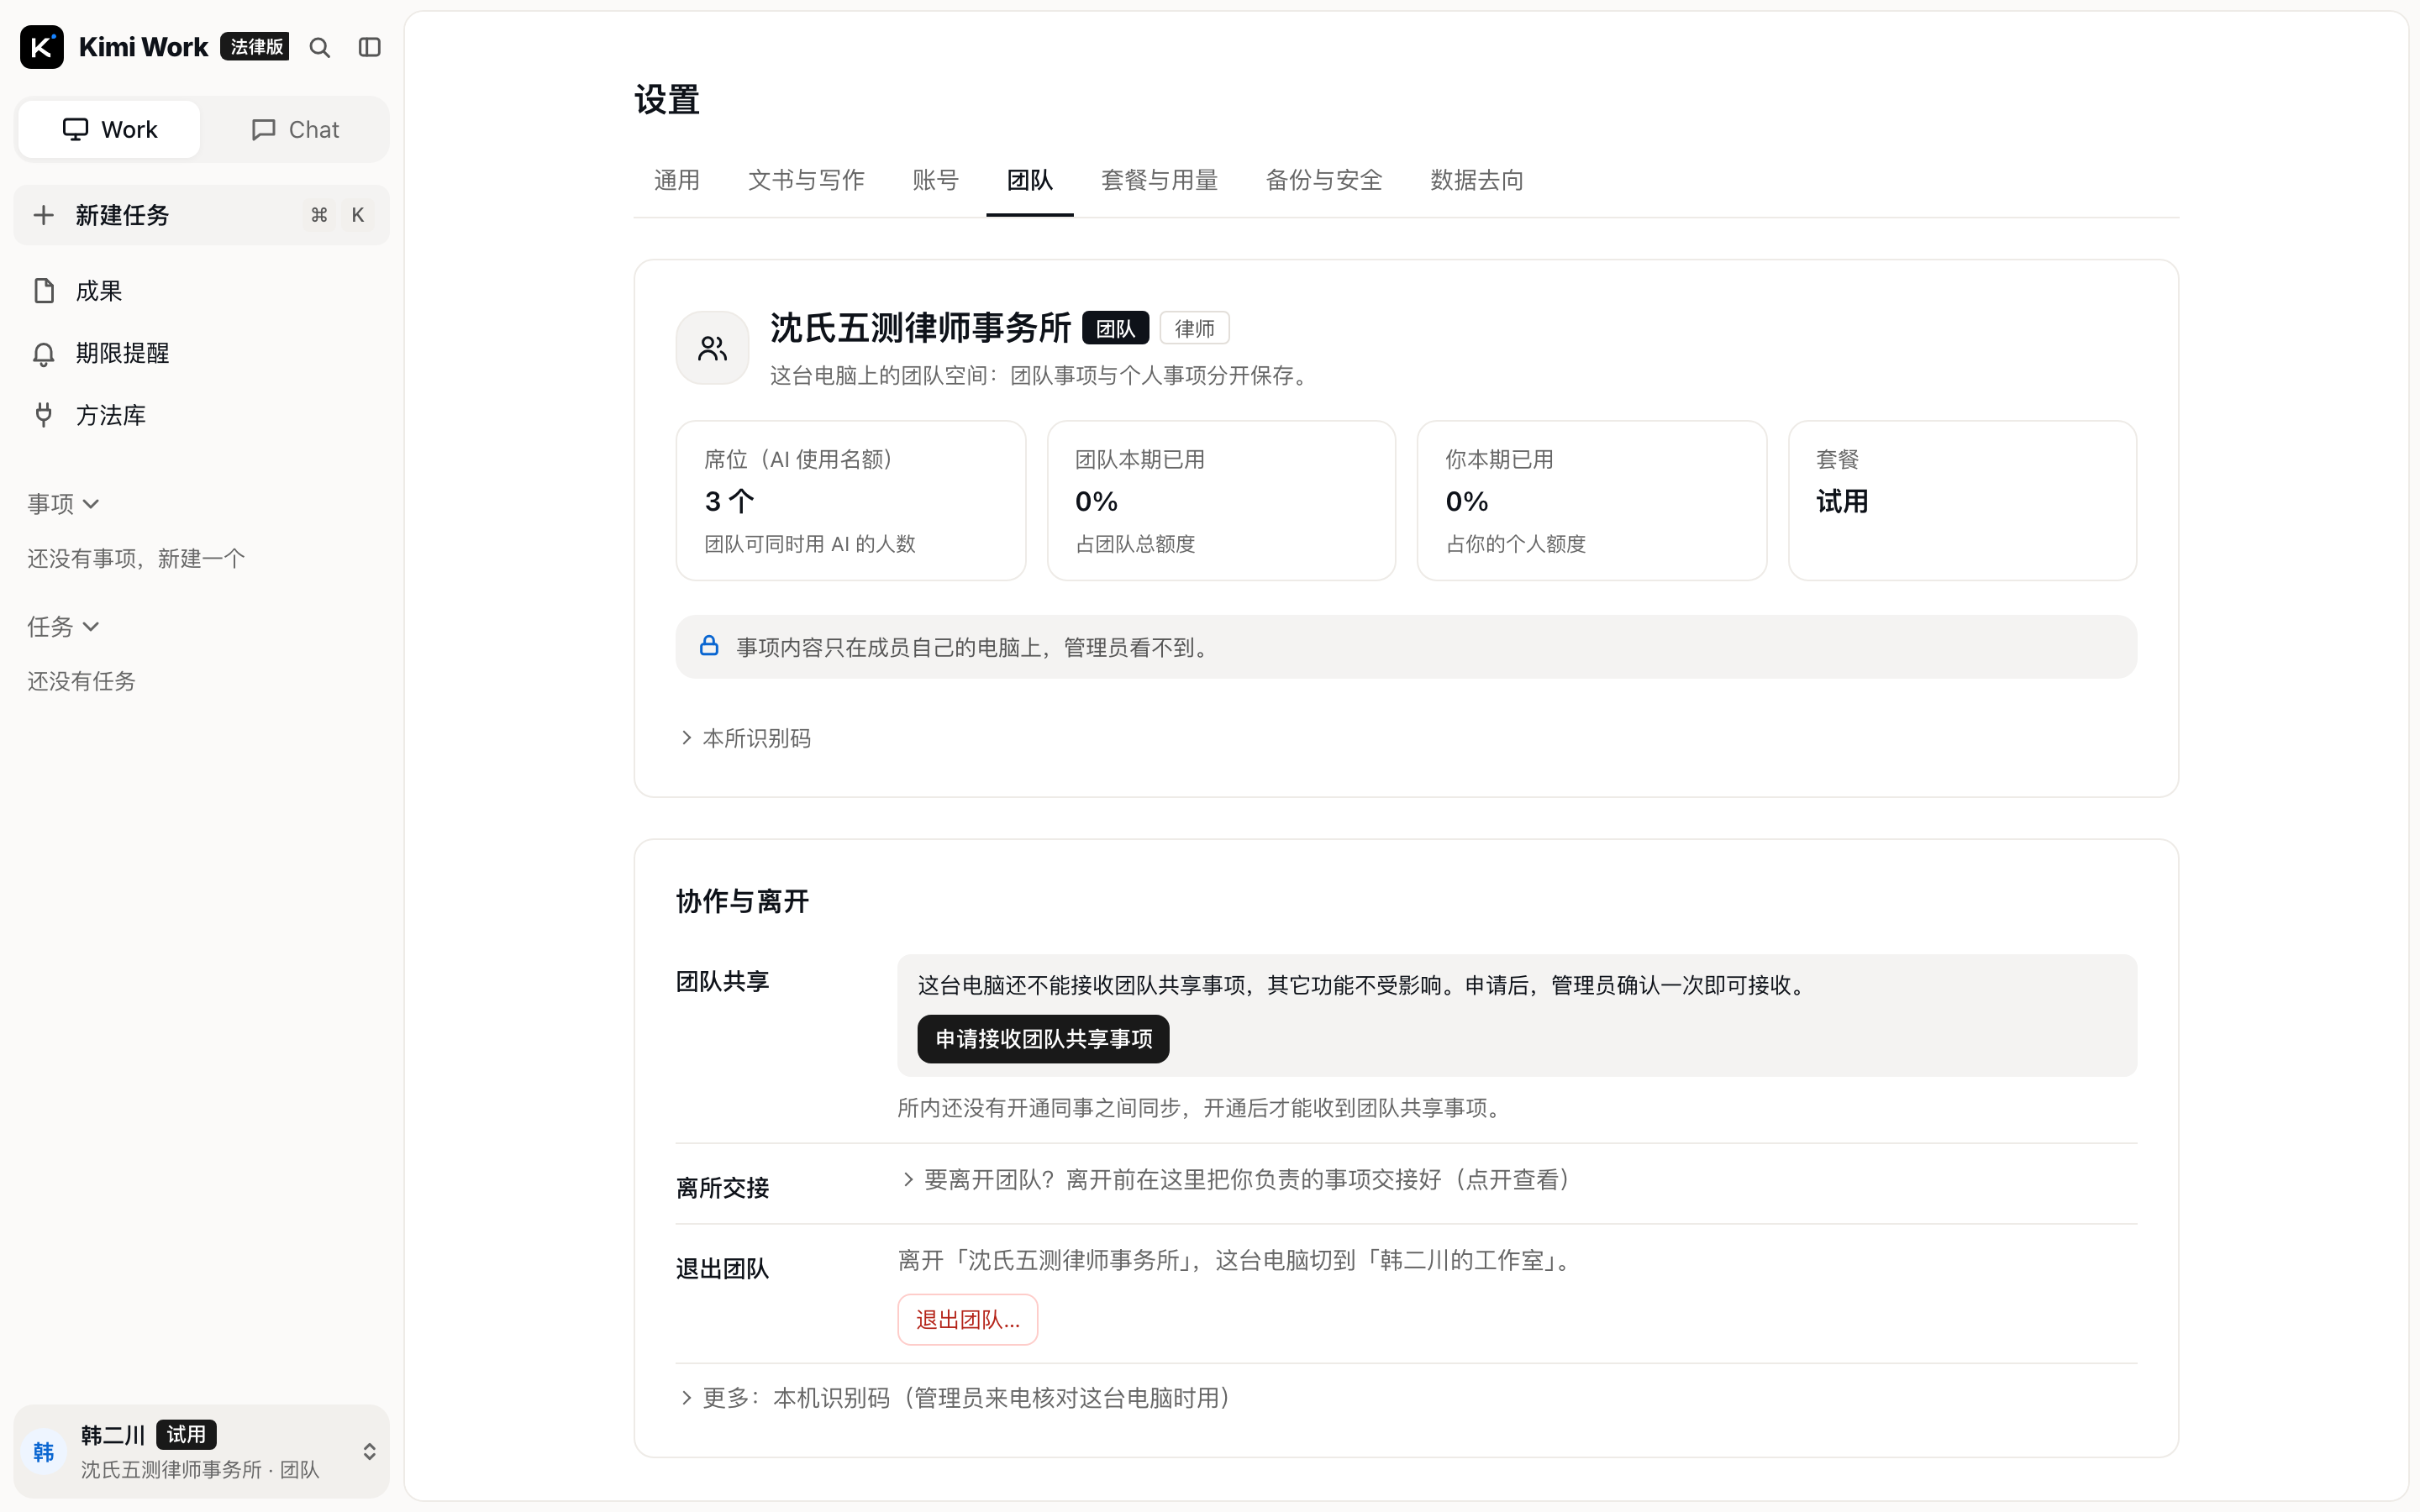 Kimi Work 法律版
Work
Chat
新建任务 ⌘ K
成果
期限提醒
方法库
事项
还没有事项，新建一个
任务
还没有任务
韩
韩二川 试用
沈氏五测律师事务所 · 团队
设置
通用 文书与写作 账号 团队 套餐与用量 备份与安全 数据去向
沈氏五测律师事务所 团队 律师
这台电脑上的团队空间：团队事项与个人事项分开保存。
席位（AI 使用名额）
3 个
团队可同时用 AI 的人数
团队本期已用
0%
占团队总额度
你本期已用
0%
占你的个人额度
套餐
试用
事项内容只在成员自己的电脑上，管理员看不到。
本所识别码
协作与离开
团队共享
这台电脑还不能接收团队共享事项，其它功能不受影响。申请后，管理员确认一次即可接收。
申请接收团队共享事项
所内还没有开通同事之间同步，开通后才能收到团队共享事项。
离所交接
要离开团队？离开前在这里把你负责的事项交接好（点开查看）
退出团队
离开「沈氏五测律师事务所」，这台电脑切到「韩二川的工作室」。
退出团队...
更多：本机识别码（管理员来电核对这台电脑时用）